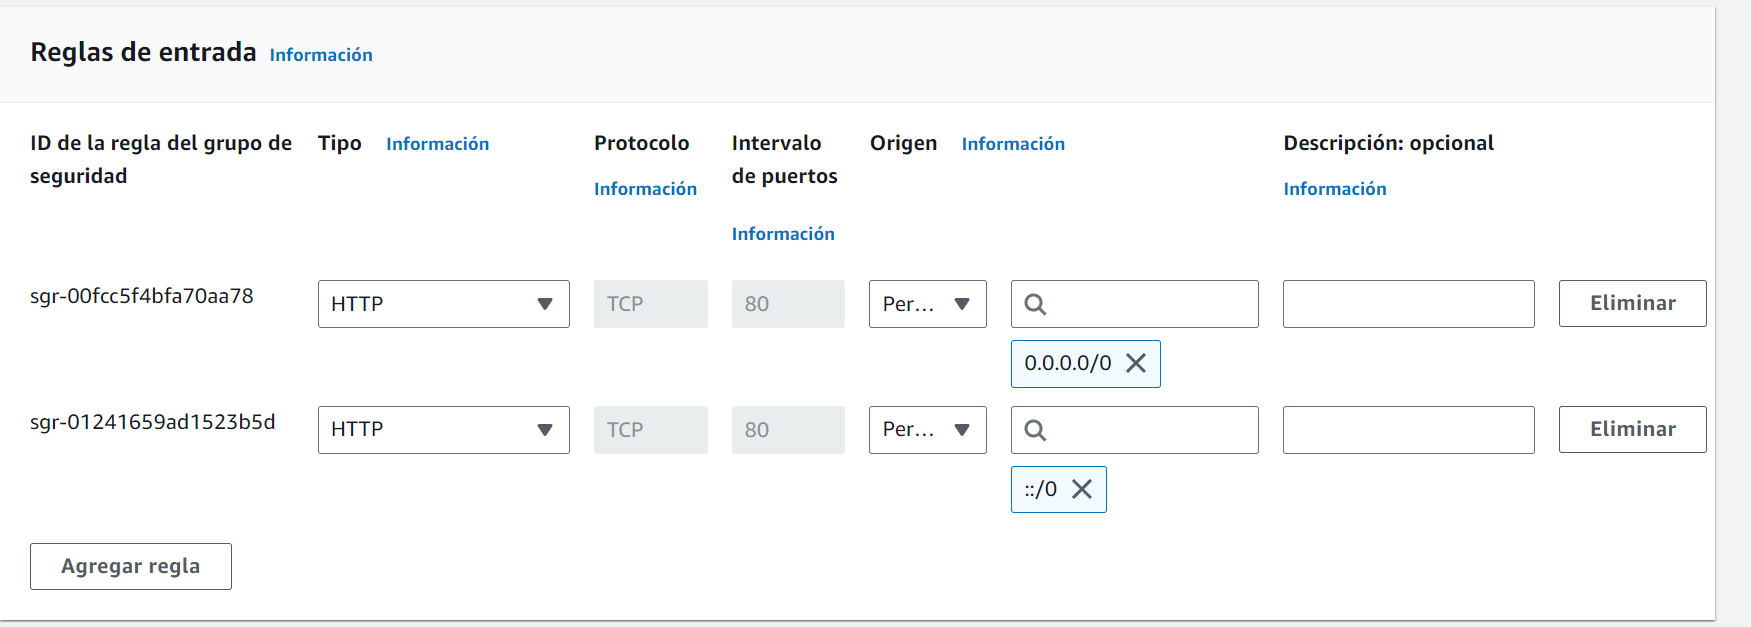 Reglas de entrada Información
ID de la regla del grupo de seguridad
Tipo Información
Protocolo
Información
Intervalo de puertos
Información
Origen Información
Descripción: opcional
Información
sgr-00fcc5f4bfa70aa78 HTTP TCP 80 Per... Eliminar
0.0.0.0/0
sgr-01241659ad1523b5d HTTP TCP 80 Per... Eliminar
::/0
Agregar regla